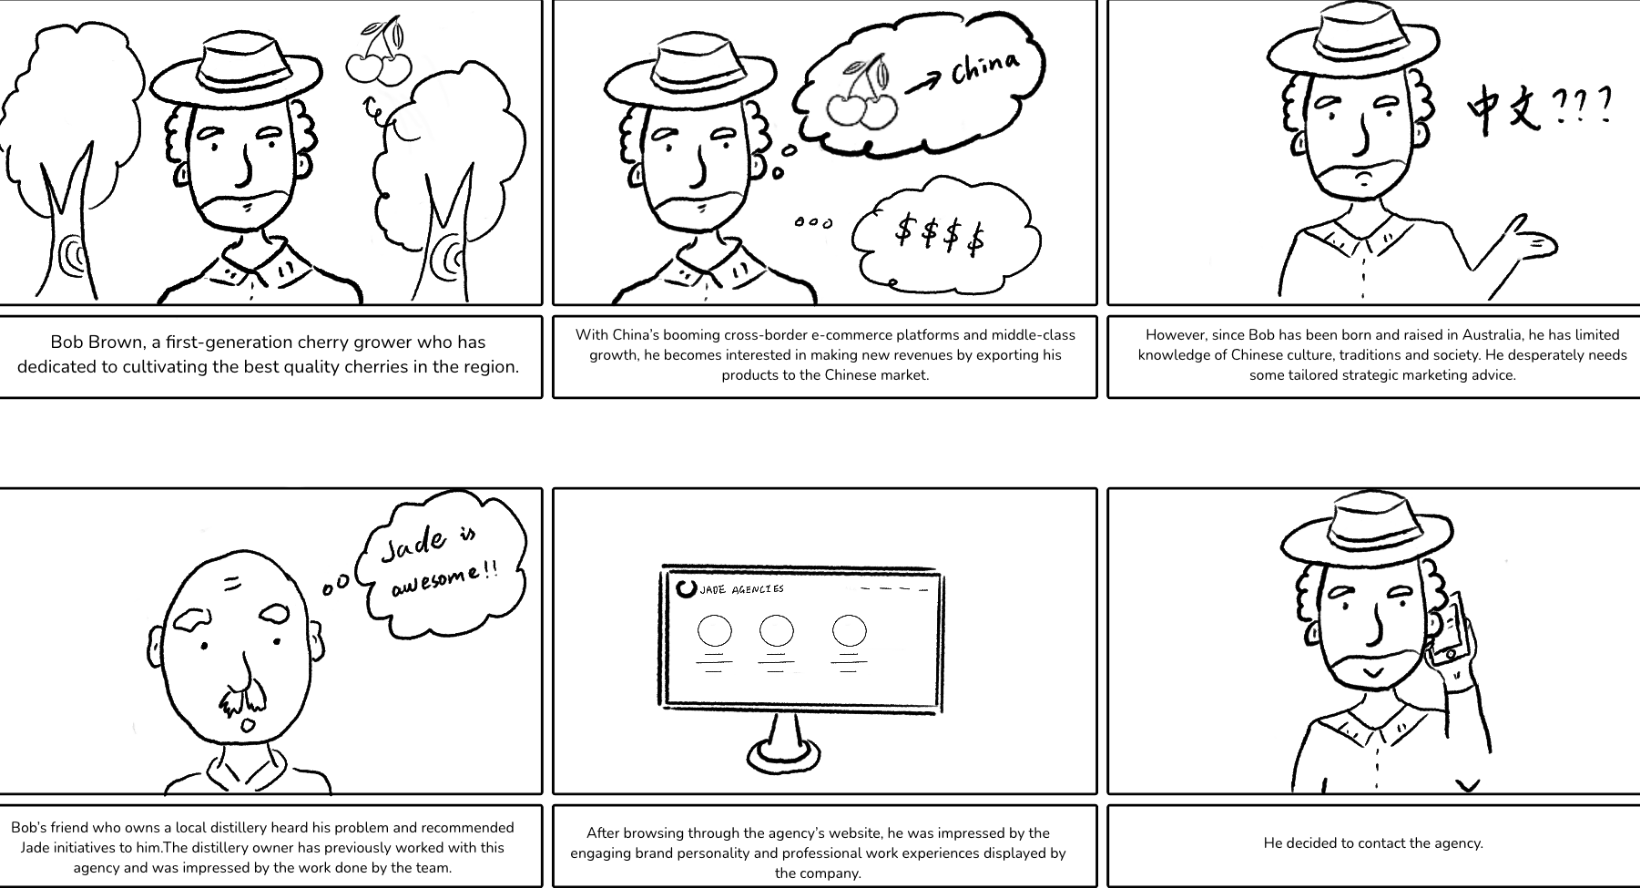 China
$$$$
中文???
Bob Brown, a first-generation cherry grower who has
dedicated to cultivating the best quality cherries in the region.
With China's booming cross-border e-commerce platforms and middle-class
growth, he becomes interested in making new revenues by exporting his
products to the Chinese market.
However, since Bob has been born and raised in Australia, he has limited
knowledge of Chinese culture, traditions and society. He desperately needs
some tailored strategic marketing advice.
Jade is
awesome!!
JADE AGENCIES
Bob's friend who owns a local distillery heard his problem and recommended
Jade initiatives to him.The distillery owner has previously worked with this
agency and was impressed by the work done by the team.
After browsing through the agency's website, he was impressed by the
engaging brand personality and professional work experiences displayed by
the company.
He decided to contact the agency.